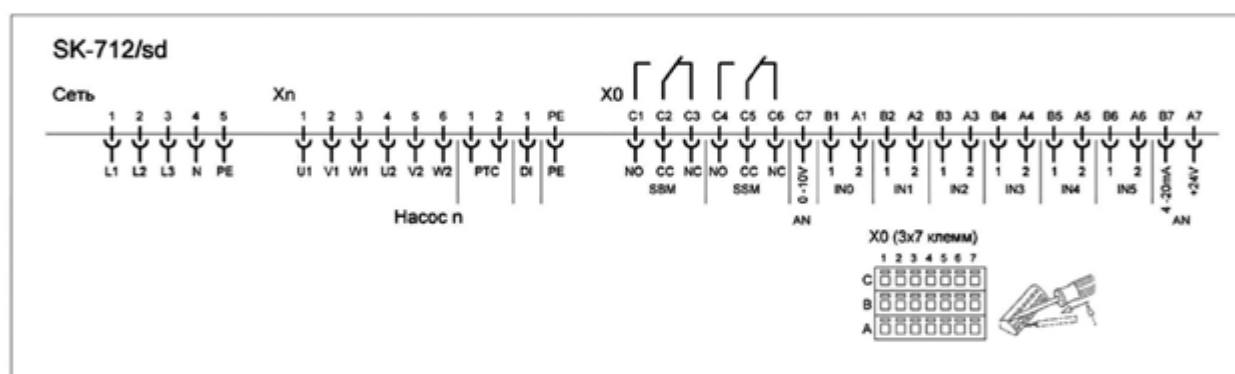 SK-712/sd
Сеть Xn X0
1 2 3 4 5 1 2 3 4 5 6 1 2 1 PE C1 C2 C3 C4 C5 C6 C7 B1 A1 B2 A2 B3 A3 B4 A4 B5 A5 B6 A6 B7 A7
L1 L2 L3 N PE U1 V1 W1 U2 V2 W2 PTC DI PE NO CC NC NO CC NC 0 -10V 1 2 1 2 1 2 1 2 1 2 1 2 4 -20mA +24V
SBM SSM IN0 IN1 IN2 IN3 IN4 IN5
Насос n AN AN
X0 (3x7 клемм)
1 2 3 4 5 6 7
C
B
A